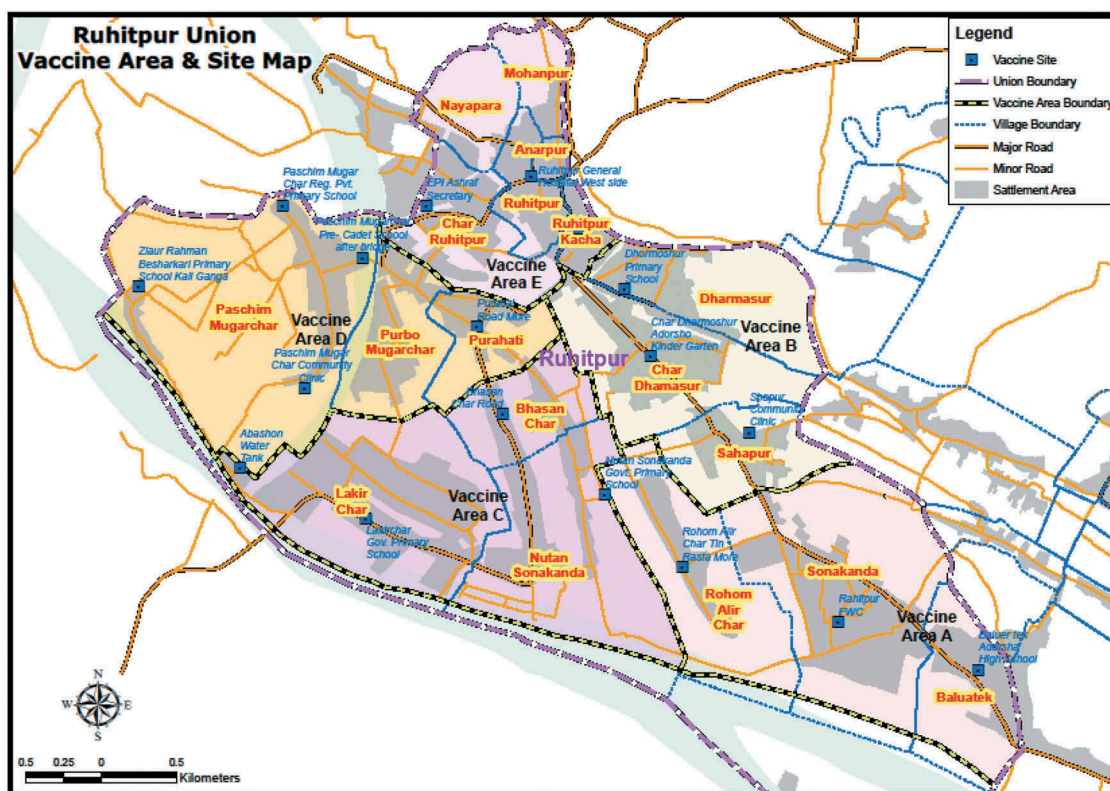 Ruhitpur Union
Vaccine Area & Site Map
Legend
Vaccine Site
Union Boundary
Vaccine Area Boundary
Village Boundary
Major Road
Minor Road
Sattlement Area
Mohanpur
Nayapara
Anarpur
Ruhitpur General
Hospital West side
EPI Ashraf
Secretary
Ruhitpur
Char
Ruhitpur
Ruhitpur
Kacha
Paschim Mugar
Char Reg. Pvt.
Primary School
Paschim Mugarchar
Pre- Cadet School
after bridge
Ziaur Rahman
Besharkari Primary
School Kali Ganga
Vaccine
Area E
Dhormoshur
Primary
School
Dharmasur
Paschim
Mugarchar
Vaccine
Area D
Purbo
Mugarchar
Road More
Purahati
Ruhitpur
Char Dharmoshur
Adorsho
Kinder Garten
Vaccine
Area B
Char
Dhamasur
Paschim Mugar
Char Community
Clinic
Bhasan
Char Road
Bhasan
Char
Community
Clinic
Sahapur
Abashon
Water
Tank
Nutan Sonakanda
Govt. Primary
School
Lakir
Char
Vaccine
Area C
Lakirchar
Gov. Primary
School
Nutan
Sonakanda
Rohom Alir
Char Tin
Rasta More
Rohom
Alir
Char
Sonakanda
Rahitpur
FWC
Vaccine
Area A
Baluer tek
Adorsha
High School
Baluatek
N
W
E
S
0.5
0.25
0
0.5
Kilometers